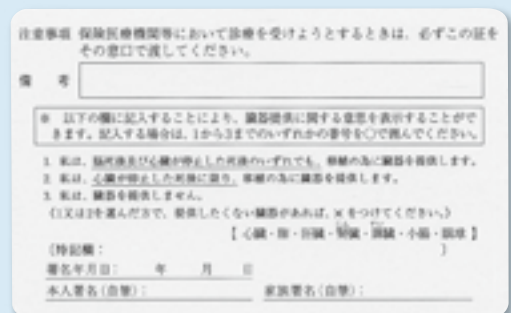 注意事項 保険医療機関等において診療を受けようとするときは、必ずこの証を
その窓口で渡してください。
備 考
※ 以下の欄に記入することにより、臓器提供に関する意思を表示することがで
きます。記入する場合は、1から3までのいずれかの番号を○で囲んでください。
1. 私は、脳死後及び心臓が停止した死後のいずれでも、移植の為に臓器を提供します。
2. 私は、心臓が停止した死後に限り、移植の為に臓器を提供します。
3. 私は、臓器を提供しません。
《1又は2を選んだ方で、提供したくない臓器があれば、×をつけてください。》
【 心臓・肺・肝臓・腎臓・膵臓・小腸・眼球 】
〔特記欄: 〕
署名年月日: 年 月 日
本人署名(自筆): 家族署名(自筆):